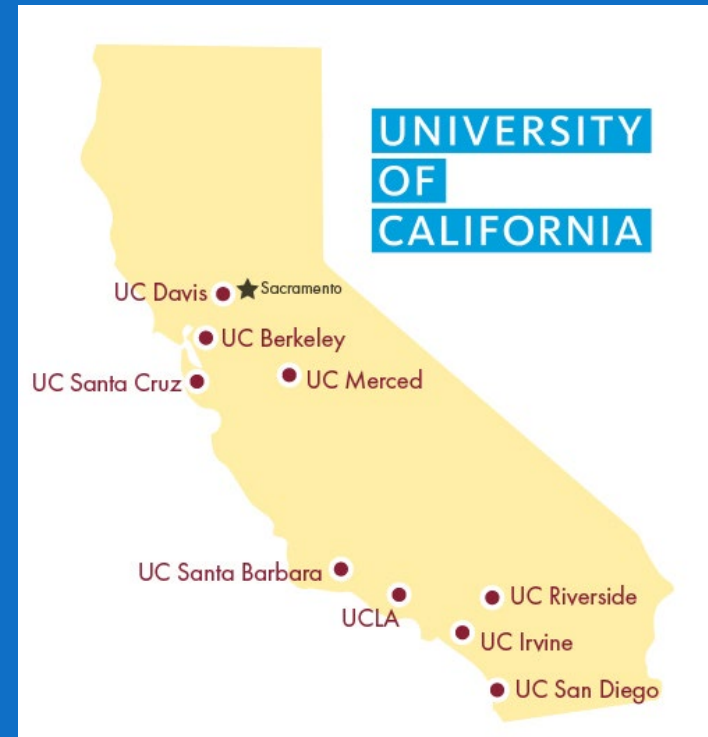 UNIVERSITY
OF
CALIFORNIA
UC Davis
Sacramento
UC Berkeley
UC Santa Cruz
UC Merced
UC Santa Barbara
UCLA
UC Riverside
UC Irvine
UC San Diego